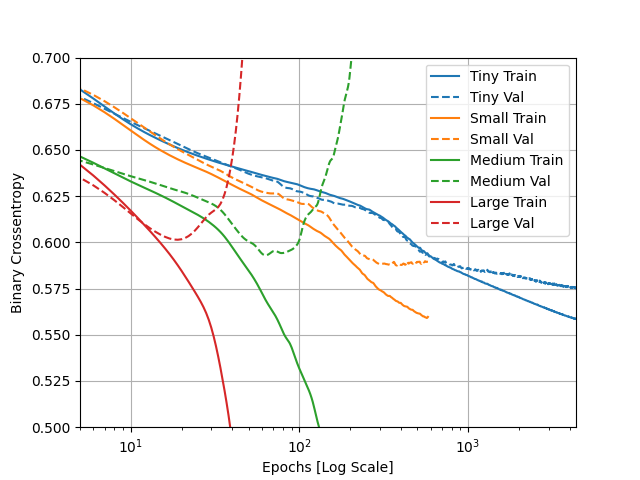 0.700
0.675
0.650
0.625
0.600
0.575
0.550
0.525
0.500
Binary Crossentropy
Tiny Train
Tiny Val
Small Train
Small Val
Medium Train
Medium Val
Large Train
Large Val
10¹ 10² 10³
Epochs [Log Scale]